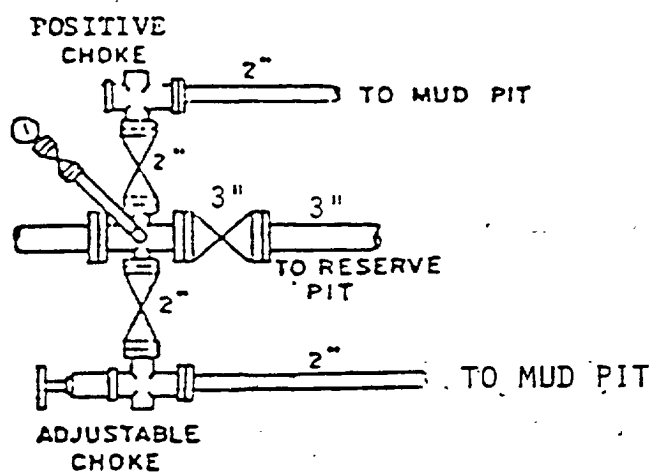 POSITIVE
CHOKE
2"
TO MUD PIT
2"
3"
3"
TO RESERVE
PIT
2"
2"
TO MUD PIT
ADJUSTABLE
CHOKE